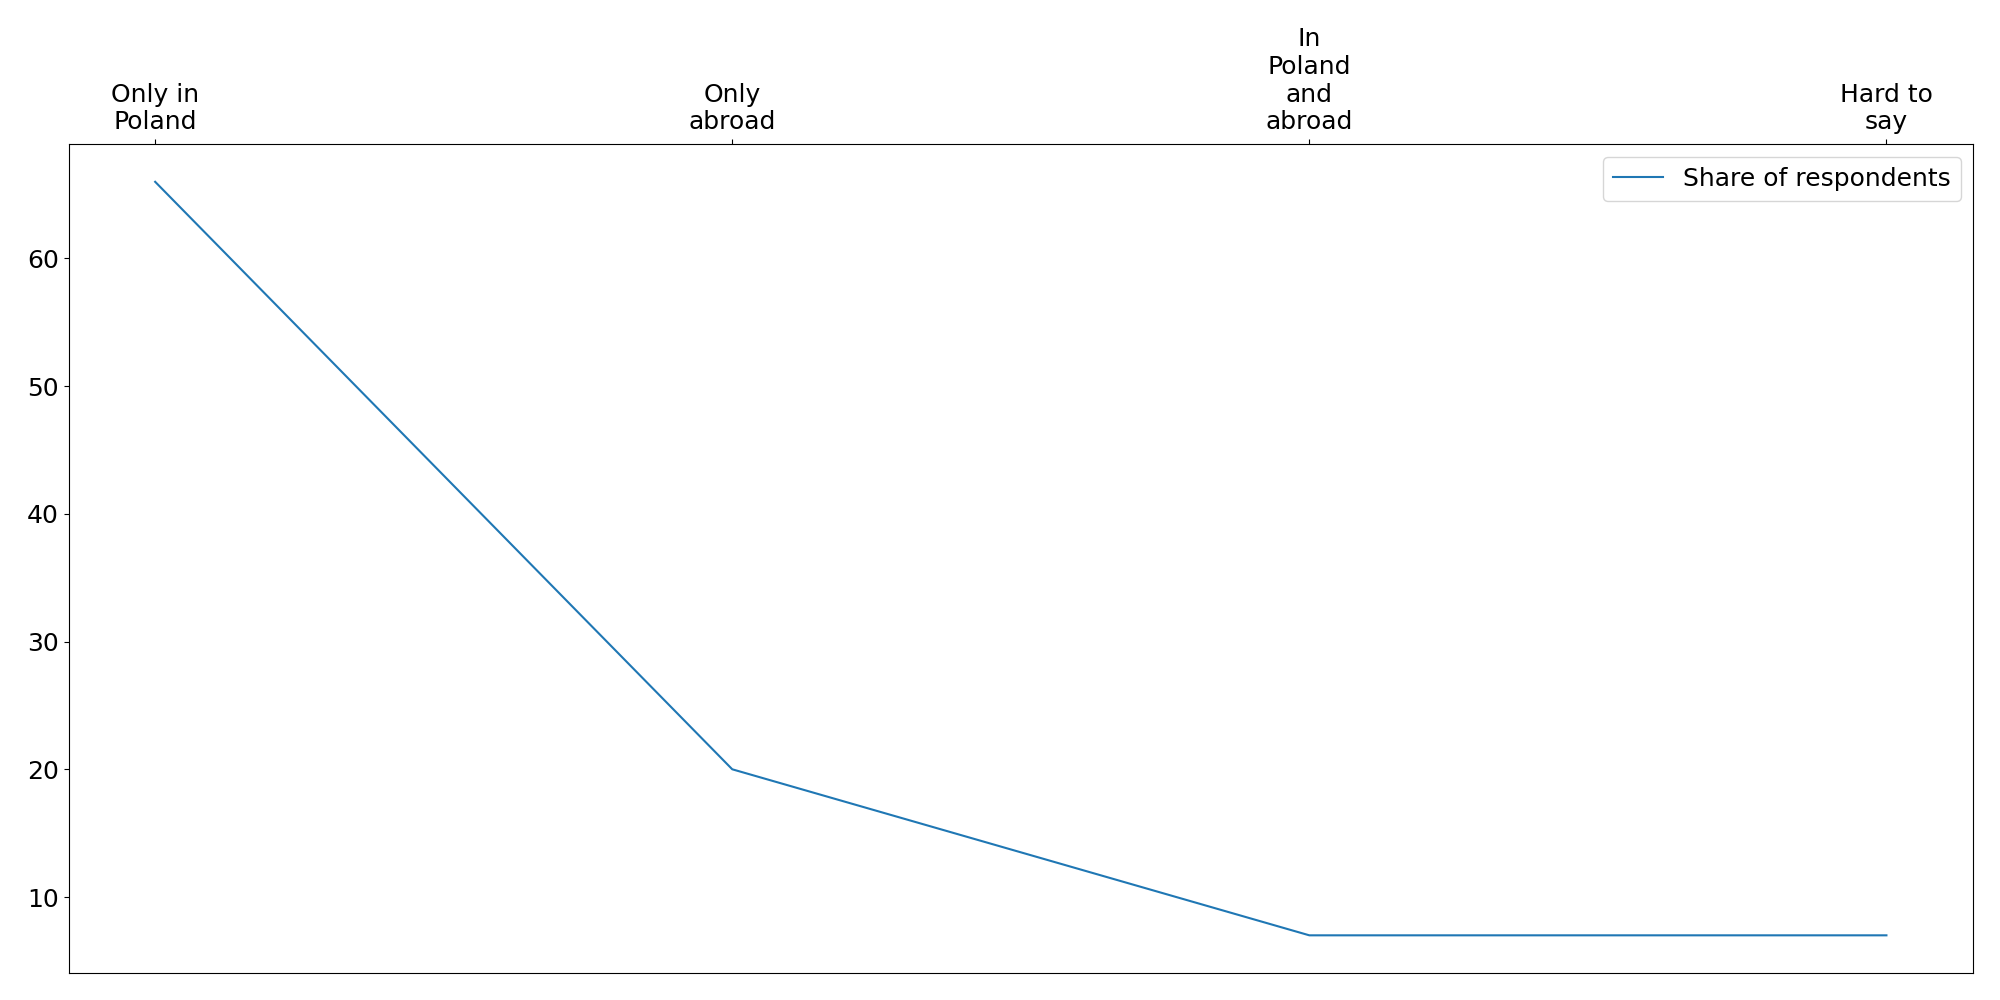 Only in
Poland
Only
abroad
In
Poland
and
abroad
Hard to
say
Share of respondents
60
50
40
30
20
10